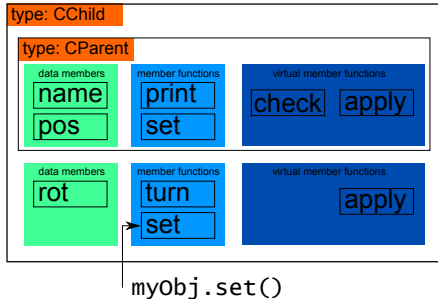 type: CChild
type: CParent
data members member functions virtual member functions
name print check apply
pos set
data members member functions virtual member functions
rot turn apply
set
myObj.set()